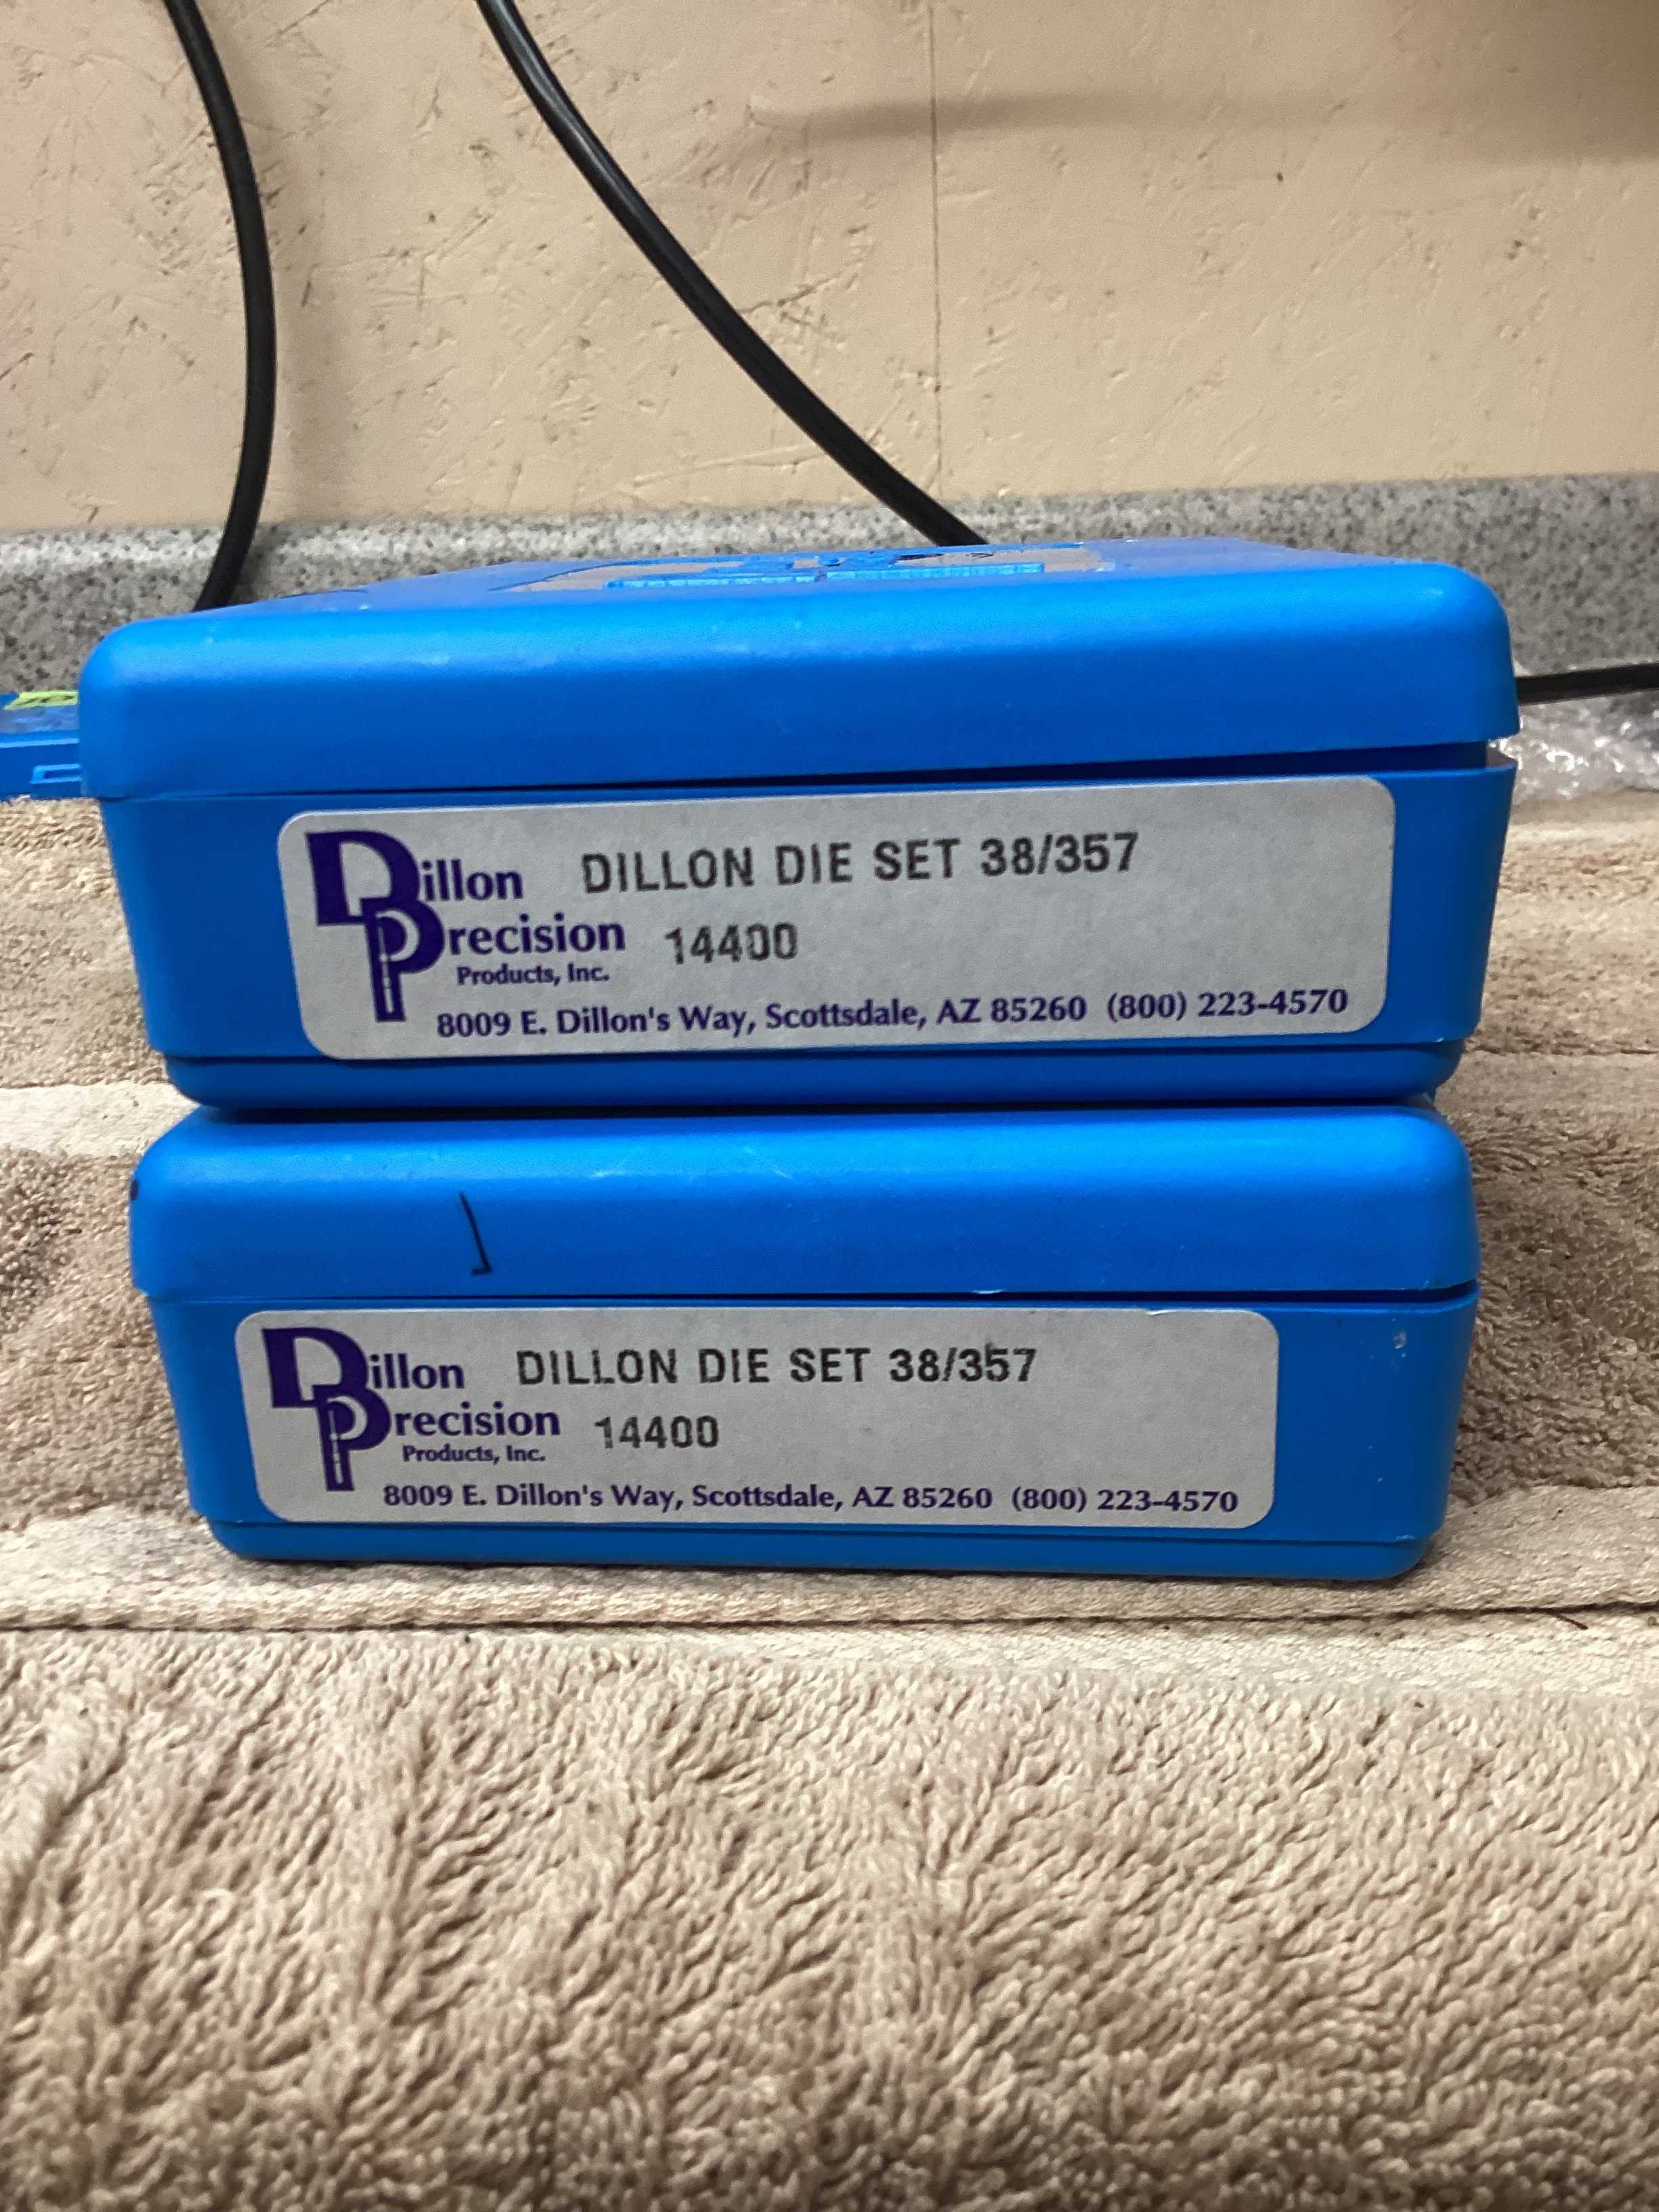 Dillon DILLON DIE SET 38/357
Precision 14400
Products, Inc.
8009 E. Dillon's Way, Scottsdale, AZ 85260 (800) 223-4570
Dillon DILLON DIE SET 38/357
Precision 14400
Products, Inc.
8009 E. Dillon's Way, Scottsdale, AZ 85260 (800) 223-4570